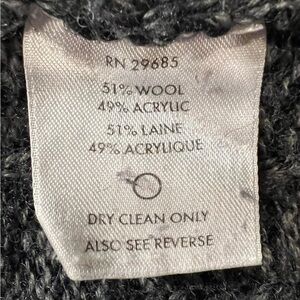 RN 29685
51% WOOL
49% ACRYLIC
51% LAINE
49% ACRYLIQUE
DRY CLEAN ONLY
ALSO SEE REVERSE